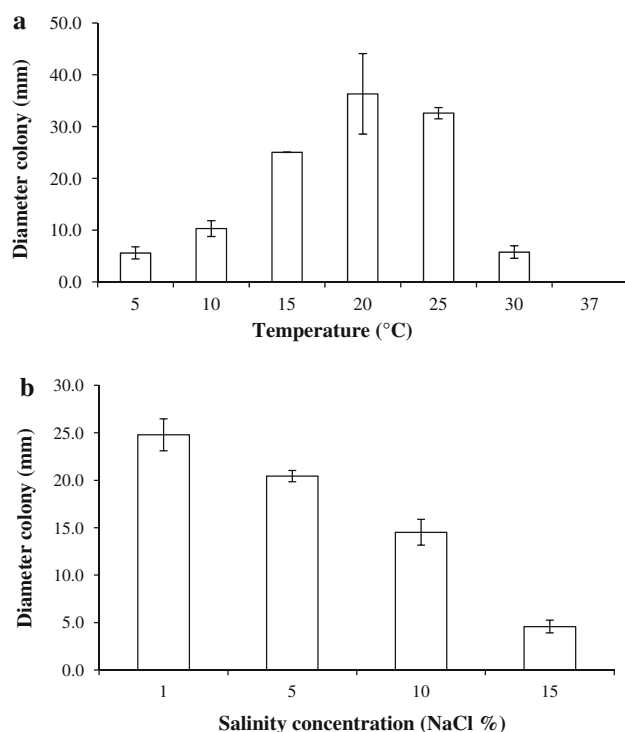 a
50.0
40.0
30.0
20.0
10.0
0.0
Diameter colony (mm)
5 10 15 20 25 30 37
Temperature (°C)
b
30.0
25.0
20.0
15.0
10.0
5.0
0.0
Diameter colony (mm)
1 5 10 15
Salinity concentration (NaCl %)